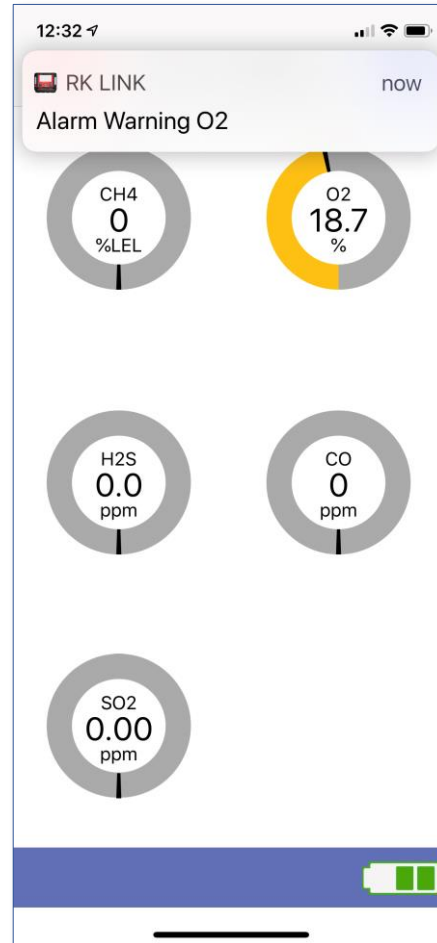 12:32
RK LINK
now
Alarm Warning O2
CH4
0
%LEL
O2
18.7
%
H2S
0.0
ppm
CO
0
ppm
SO2
0.00
ppm